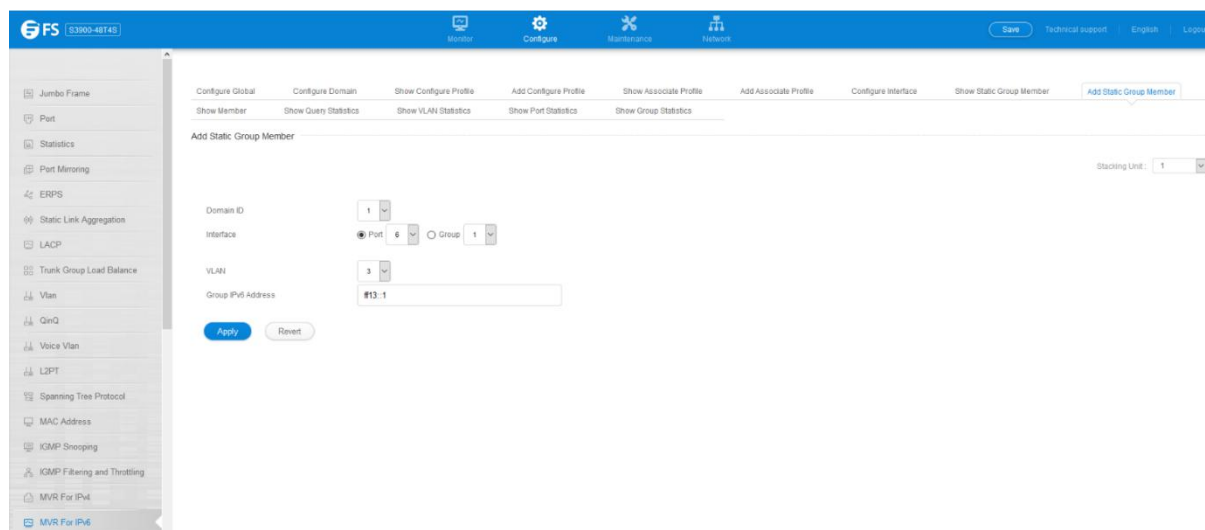 FS S3900-48T4S Monitor Configure Maintenance Network Save Technical support English Logou
Jumbo Frame
Port
Statistics
Port Mirroring
ERPS
Static Link Aggregation
LACP
Trunk Group Load Balance
Vlan
QinQ
Voice Vlan
L2PT
Spanning Tree Protocol
MAC Address
IGMP Snooping
IGMP Filtering and Throttling
MVR For IPv4
MVR For IPv6
Configure Global Configure Domain Show Configure Profile Add Configure Profile Show Associate Profile Add Associate Profile Configure Interface Show Static Group Member Add Static Group Member
Show Member Show Query Statistics Show VLAN Statistics Show Port Statistics Show Group Statistics
Add Static Group Member
Stacking Unit: 1
Domain ID 1
Interface Port 6 Group 1
VLAN 3
Group IPv6 Address ff13::1
Apply Revert